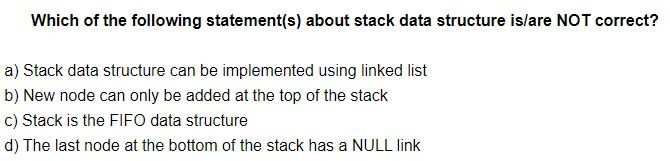 Which of the following statement(s) about stack data structure is/are NOT correct?
a) Stack data structure can be implemented using linked list
b) New node can only be added at the top of the stack
c) Stack is the FIFO data structure
d) The last node at the bottom of the stack has a NULL link